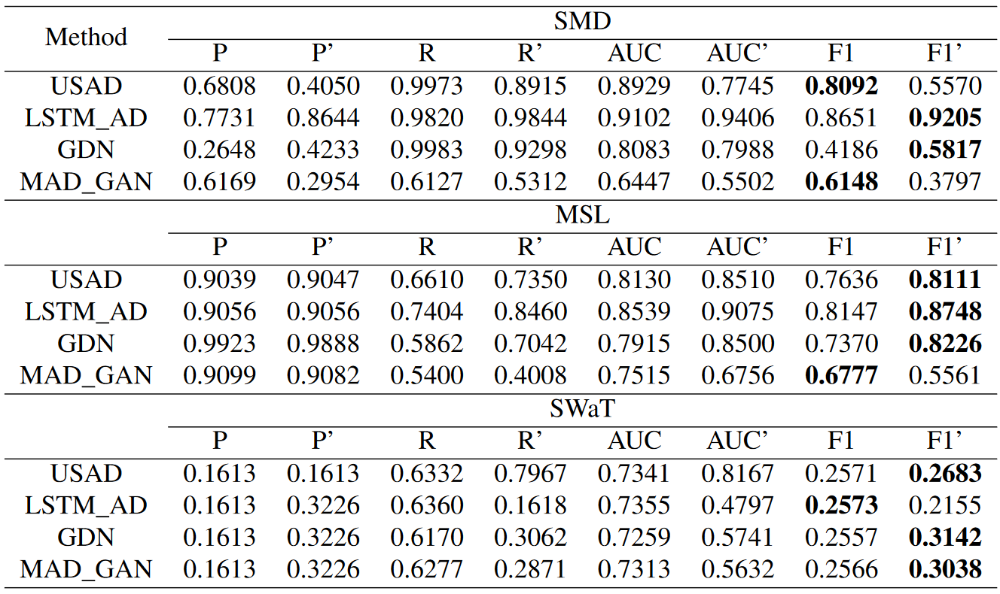 SMD
Method P P’ R R’ AUC AUC’ F1 F1’
USAD 0.6808 0.4050 0.9973 0.8915 0.8929 0.7745 0.8092 0.5570
LSTM_AD 0.7731 0.8644 0.9820 0.9844 0.9102 0.9406 0.8651 0.9205
GDN 0.2648 0.4233 0.9983 0.9298 0.8083 0.7988 0.4186 0.5817
MAD_GAN 0.6169 0.2954 0.6127 0.5312 0.6447 0.5502 0.6148 0.3797
MSL
P P’ R R’ AUC AUC’ F1 F1’
USAD 0.9039 0.9047 0.6610 0.7350 0.8130 0.8510 0.7636 0.8111
LSTM_AD 0.9056 0.9056 0.7404 0.8460 0.8539 0.9075 0.8147 0.8748
GDN 0.9923 0.9888 0.5862 0.7042 0.7915 0.8500 0.7370 0.8226
MAD_GAN 0.9099 0.9082 0.5400 0.4008 0.7515 0.6756 0.6777 0.5561
SWaT
P P’ R R’ AUC AUC’ F1 F1’
USAD 0.1613 0.1613 0.6332 0.7967 0.7341 0.8167 0.2571 0.2683
LSTM_AD 0.1613 0.3226 0.6360 0.1618 0.7355 0.4797 0.2573 0.2155
GDN 0.1613 0.3226 0.6170 0.3062 0.7259 0.5741 0.2557 0.3142
MAD_GAN 0.1613 0.3226 0.6277 0.2871 0.7313 0.5632 0.2566 0.3038